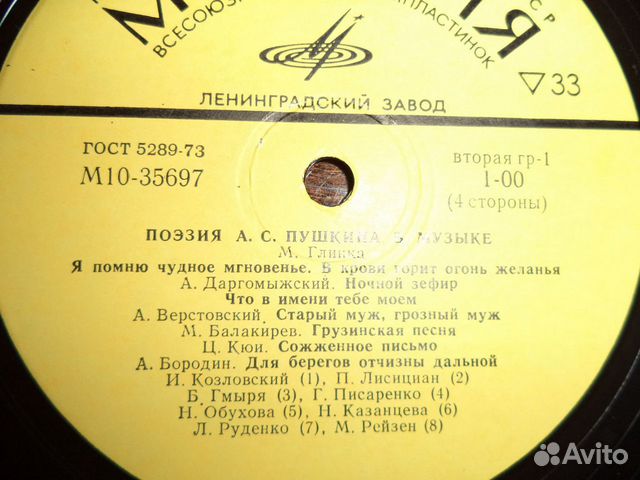 СР
ВСЕСОЮЗ ПЛАСТИНОК
▽33
ЛЕНИНГРАДСКИЙ ЗАВОД
ГОСТ 5289-73
М10-35697
вторая гр-1
1-00
(4 стороны)
ПОЭЗИЯ А. С. ПУШКИНА В МУЗЫКЕ
М. Глинка
Я помню чудное мгновенье. В крови горит огонь желанья
А. Даргомыжский. Ночной зефир
Что в имени тебе моем
А. Верстовский. Старый муж, грозный муж
М. Балакирев. Грузинская песня
Ц. Кюи. Сожженное письмо
А. Бородин. Для берегов отчизны дальной
И. Козловский (1), П. Лисициан (2)
Б. Гмыря (3), Г. Писаренко (4)
Н. Обухова (5), Н. Казанцева (6)
Л. Руденко (7), М. Рейзен (8)
Avito